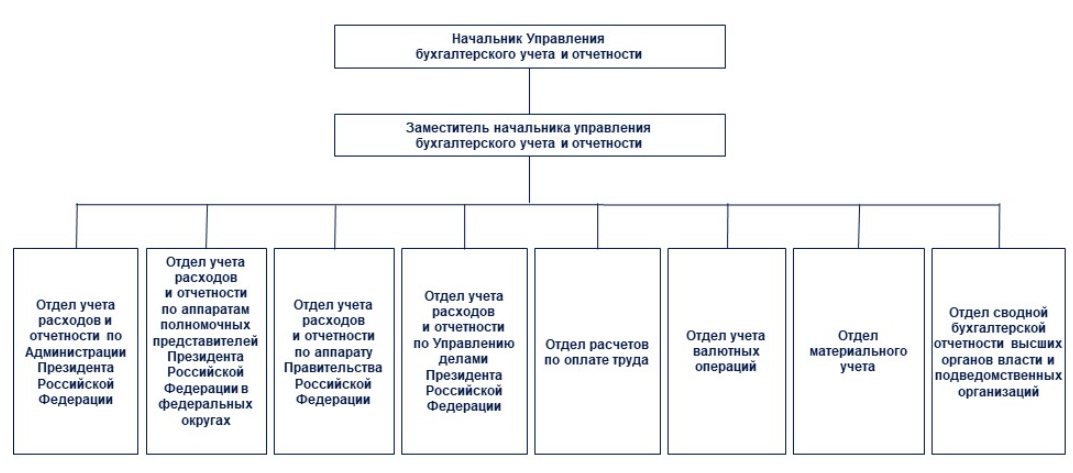 Начальник Управления
бухгалтерского учета и отчетности
Заместитель начальника управления
бухгалтерского учета и отчетности
Отдел учета
расходов и
отчетности по
Администрации
Президента
Российской
Федерации
Отдел учета
расходов
и отчетности
по аппаратам
полномочных
представителей
Президента
Российской
Федерации в
федеральных
округах
Отдел учета
расходов
и отчетности
по аппарату
Правительства
Российской
Федерации
Отдел учета
расходов
и отчетности
по Управлению
делами
Президента
Российской
Федерации
Отдел расчетов
по оплате труда
Отдел учета
валютных
операций
Отдел
материального
учета
Отдел сводной
бухгалтерской
отчетности высших
органов власти и
подведомственных
организаций